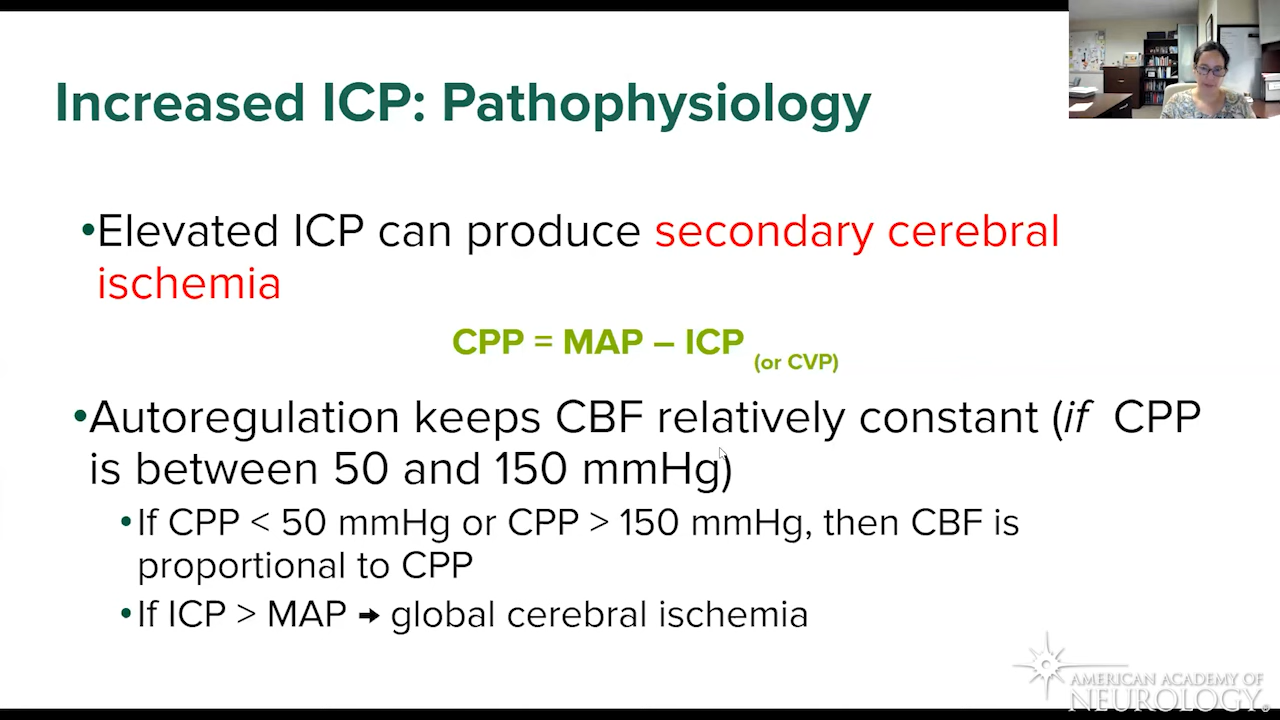 Increased ICP: Pathophysiology
•Elevated ICP can produce secondary cerebral
ischemia
CPP = MAP – ICP (or CVP)
•Autoregulation keeps CBF relatively constant (if CPP
is between 50 and 150 mmHg)
•If CPP < 50 mmHg or CPP > 150 mmHg, then CBF is
proportional to CPP
•If ICP > MAP → global cerebral ischemia
AMERICAN ACADEMY OF
NEUROLOGY®